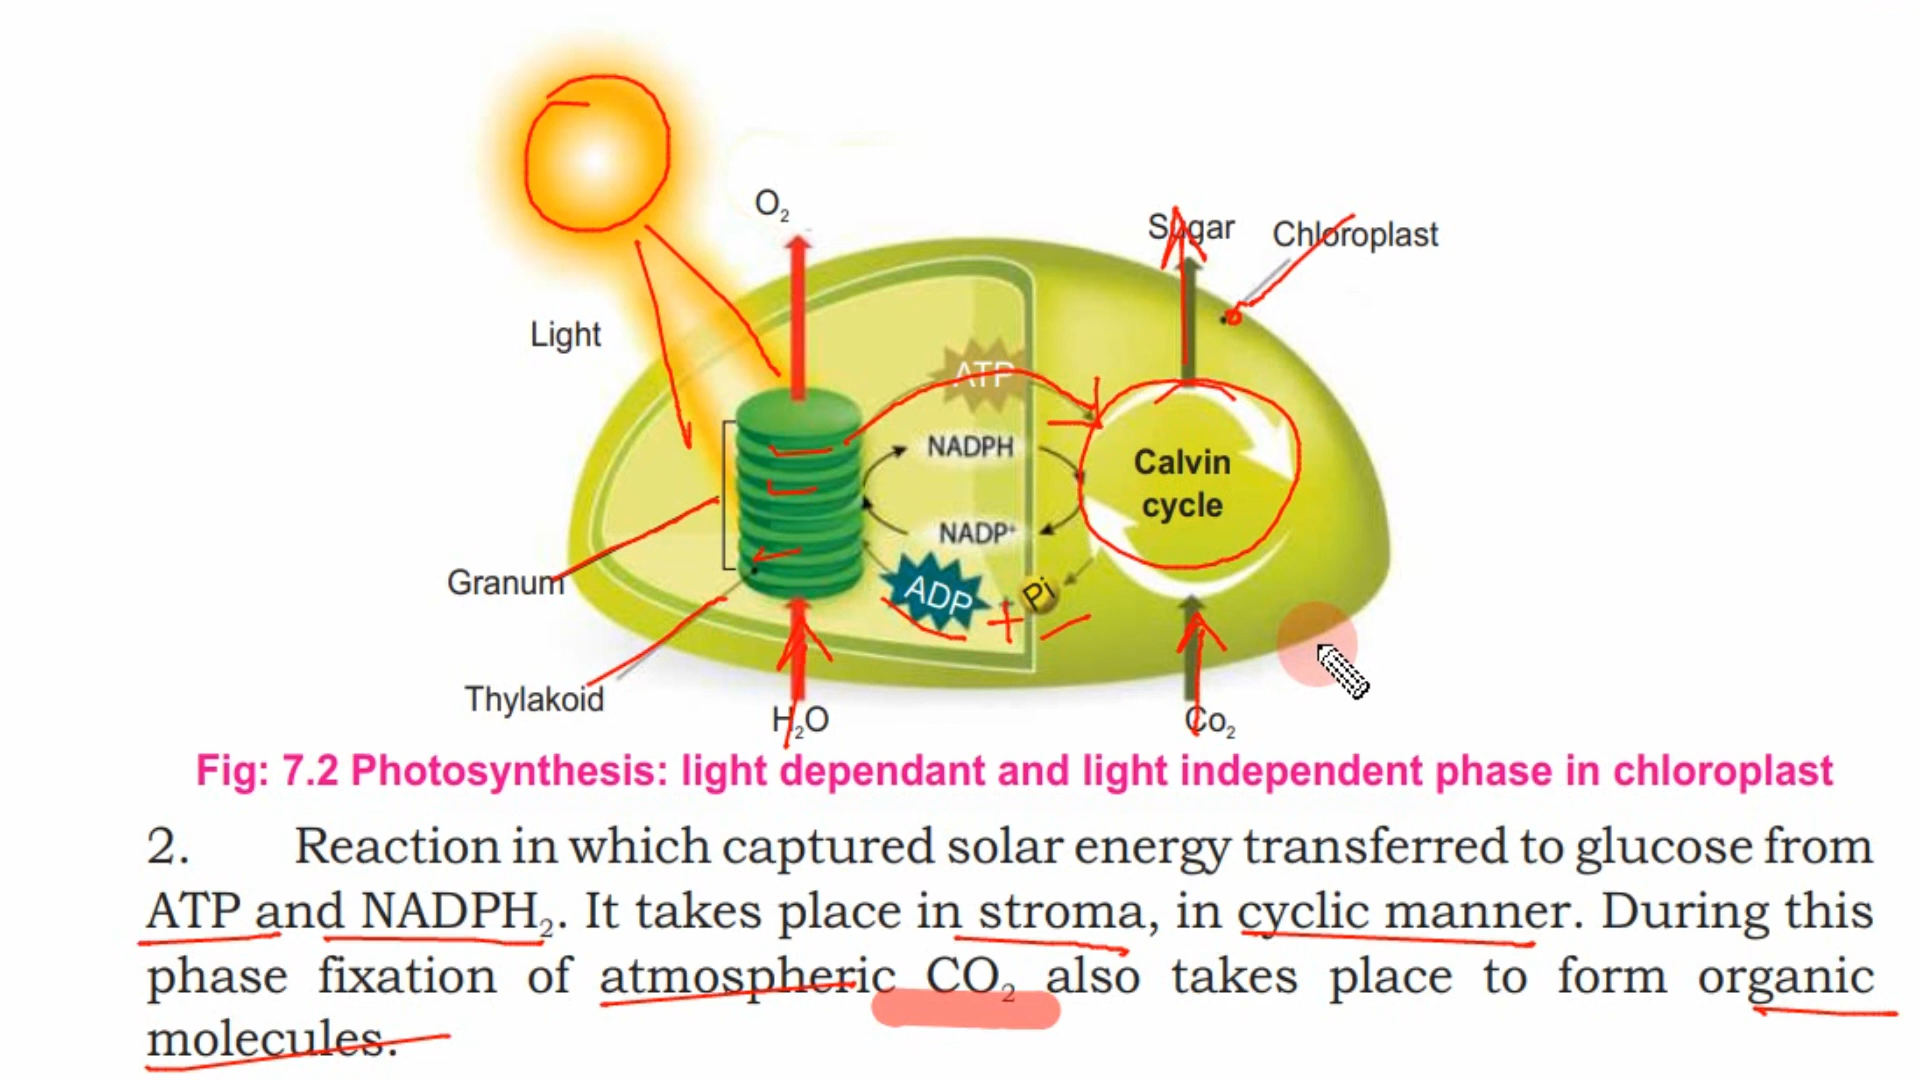 O₂
Sugar
Chloroplast
Light
ATP
NADPH
Calvin
cycle
NADP⁺
Granum
ADP + Pi
Thylakoid
H₂O
Co₂
Fig: 7.2 Photosynthesis: light dependant and light independent phase in chloroplast
2. Reaction in which captured solar energy transferred to glucose from
ATP and NADPH₂. It takes place in stroma, in cyclic manner. During this
phase fixation of atmospheric CO₂ also takes place to form organic
molecules.